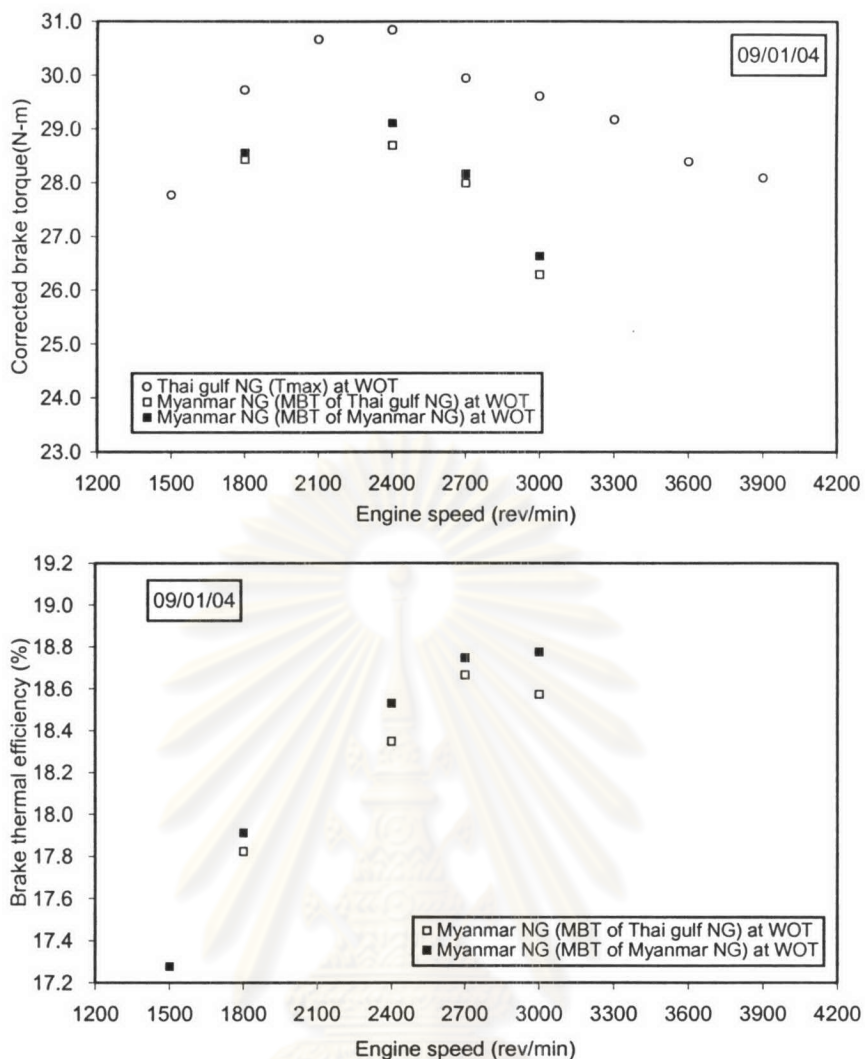 31.0
30.0
29.0
28.0
27.0
26.0
25.0
24.0
23.0
Corrected brake torque(N-m)
09/01/04
Thai gulf NG (Tmax) at WOT
Myanmar NG (MBT of Thai gulf NG) at WOT
Myanmar NG (MBT of Myanmar NG) at WOT
1200 1500 1800 2100 2400 2700 3000 3300 3600 3900 4200
Engine speed (rev/min)
19.2
19.0
18.8
18.6
18.4
18.2
18.0
17.8
17.6
17.4
17.2
Brake thermal efficiency (%)
09/01/04
Myanmar NG (MBT of Thai gulf NG) at WOT
Myanmar NG (MBT of Myanmar NG) at WOT
1200 1500 1800 2100 2400 2700 3000 3300 3600 3900 4200
Engine speed (rev/min)